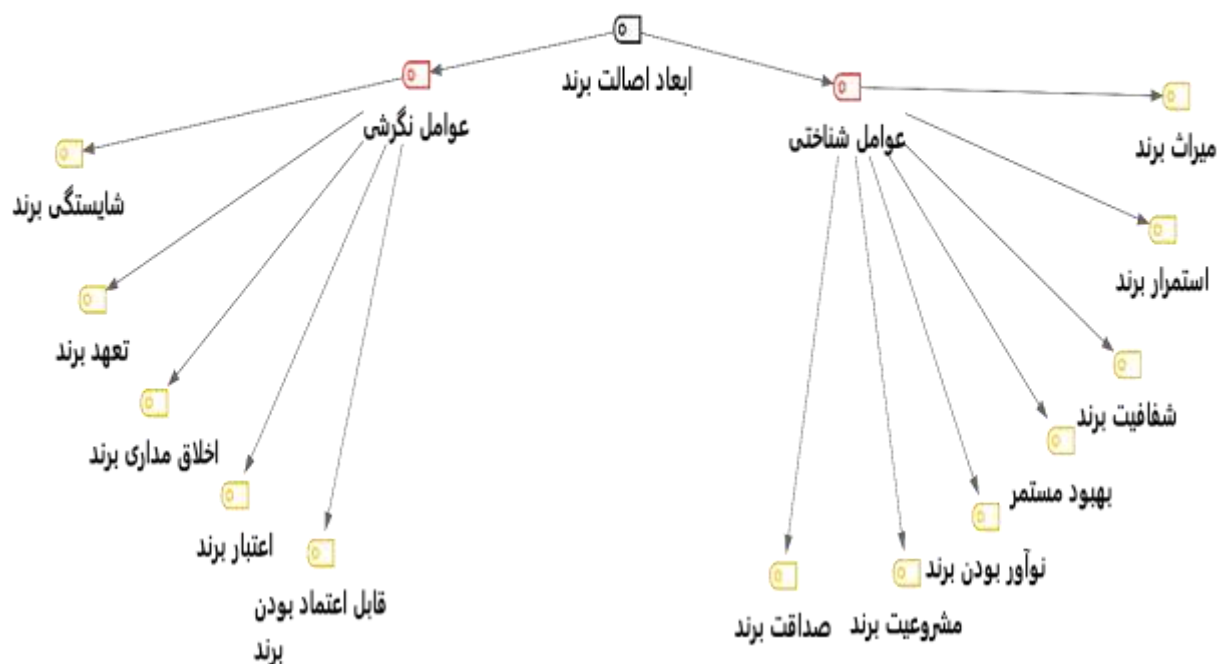 ابعاد اصالت برند
عوامل شناختی
عوامل نگرشی
میراث برند
استمرار برند
شفافیت برند
بهبود مستمر
نوآور بودن برند
مشروعیت برند
صداقت برند
شایستگی برند
تعهد برند
اخلاق مداری برند
اعتبار برند
قابل اعتماد بودن
برند